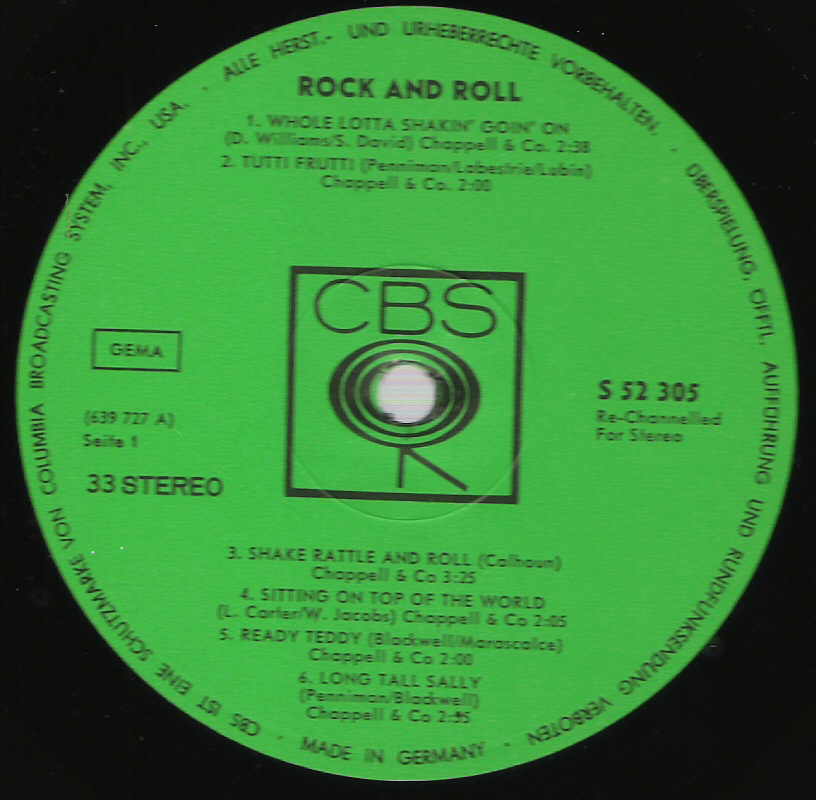 · ALLE HERST.- UND URHEBERRECHTE VORBEHALTEN. · ÜBERSPIELUNG, ÖFFTL. AUFFÜHRUNG UND RUNDFUNKSENDUNG VERBOTEN · MADE IN GERMANY · CBS IST EINE SCHUTZMARKE VON COLUMBIA BROADCASTING SYSTEM, INC., USA.
ROCK AND ROLL
1. WHOLE LOTTA SHAKIN' GOIN' ON
(D. Williams/S. David) Chappell & Co. 2:38
2. TUTTI FRUTTI (Penniman/Labestrie/Lubin)
Chappell & Co. 2:00
CBS
GEMA
(639 727 A)
Seite 1
33 STEREO
S 52 305
Re-Channelled
For Stereo
3. SHAKE RATTLE AND ROLL (Calhoun)
Chappell & Co 3:25
4. SITTING ON TOP OF THE WORLD
(L. Carter/W. Jacobs) Chappell & Co 2:05
5. READY TEDDY (Blackwell/Marascalce)
Chappell & Co 2:00
6. LONG TALL SALLY
(Penniman/Blackwell)
Chappell & Co